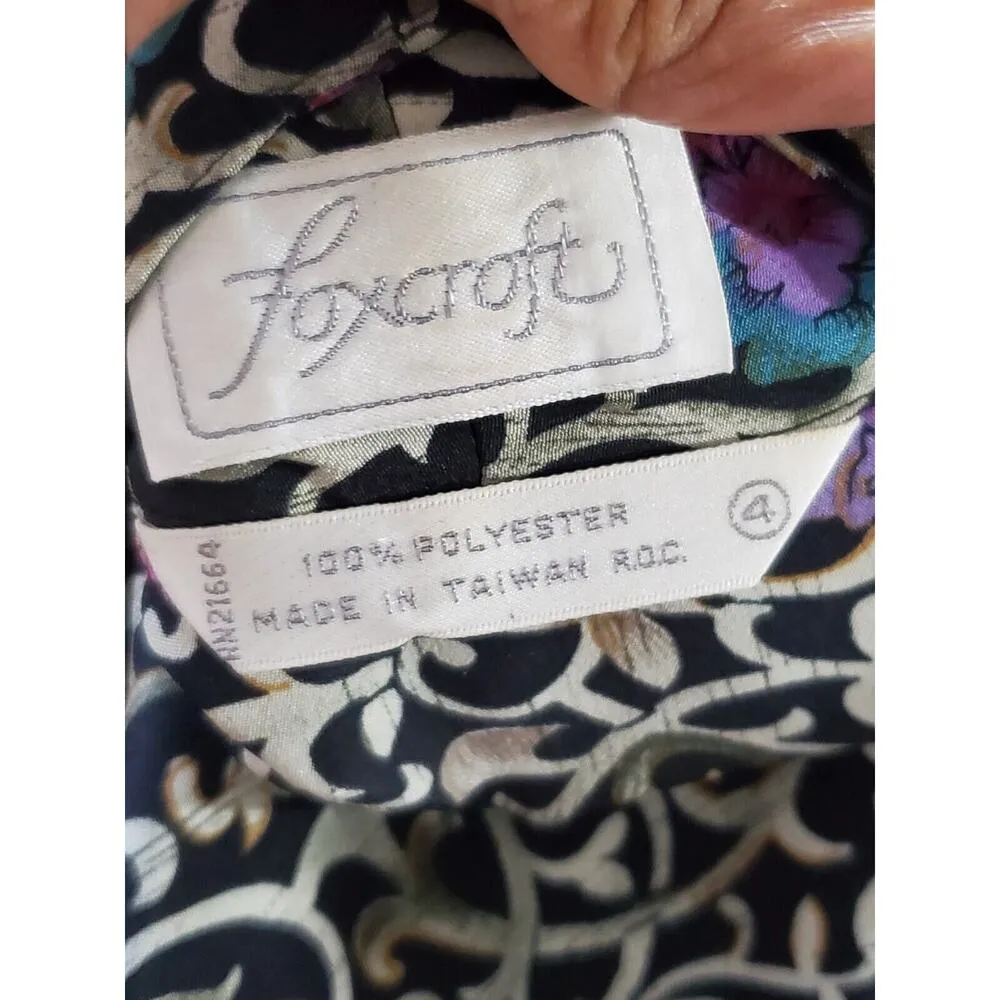 foxcroft
100% POLYESTER
MADE IN TAIWAN R.O.C.
4
RN21664